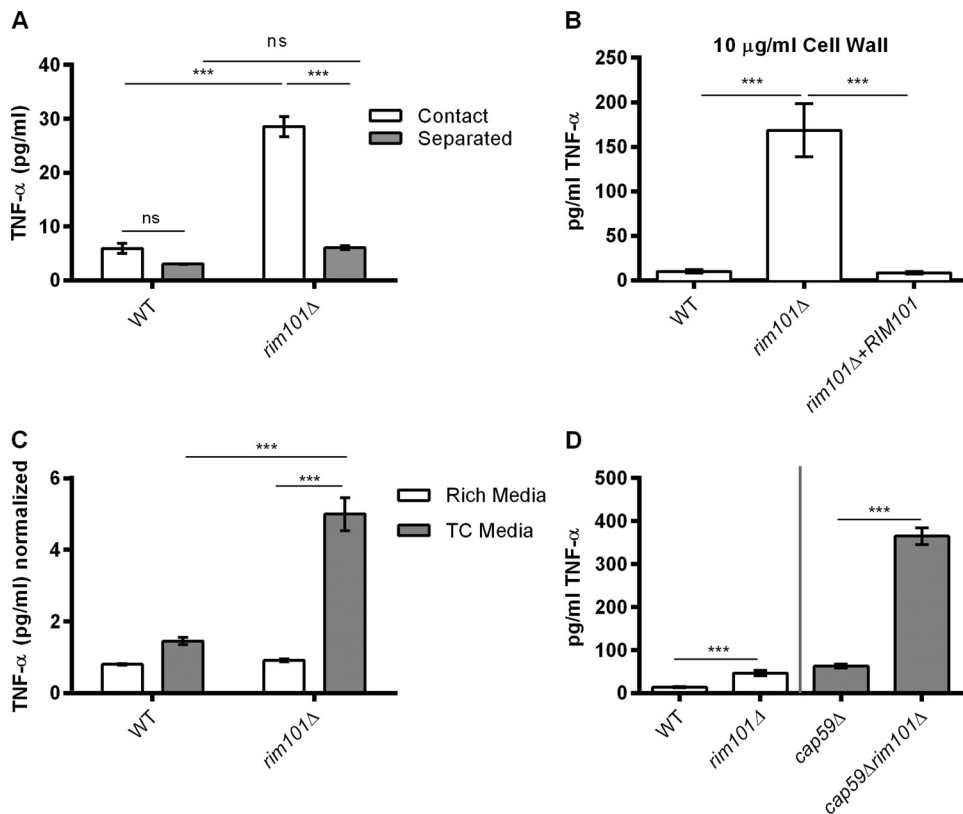 A
ns
***
***
40
30
20
10
0
TNF-α (pg/ml)
ns
WT
rim101Δ
Contact
Separated
B
10 µg/ml Cell Wall
***
***
250
200
150
100
50
0
pg/ml TNF-α
WT
rim101Δ
rim101Δ+RIM101
C
***
***
6
4
2
0
TNF-α (pg/ml) normalized
WT
rim101Δ
Rich Media
TC Media
D
500
400
300
200
100
0
pg/ml TNF-α
***
***
WT
rim101Δ
cap59Δ
cap59Δrim101Δ